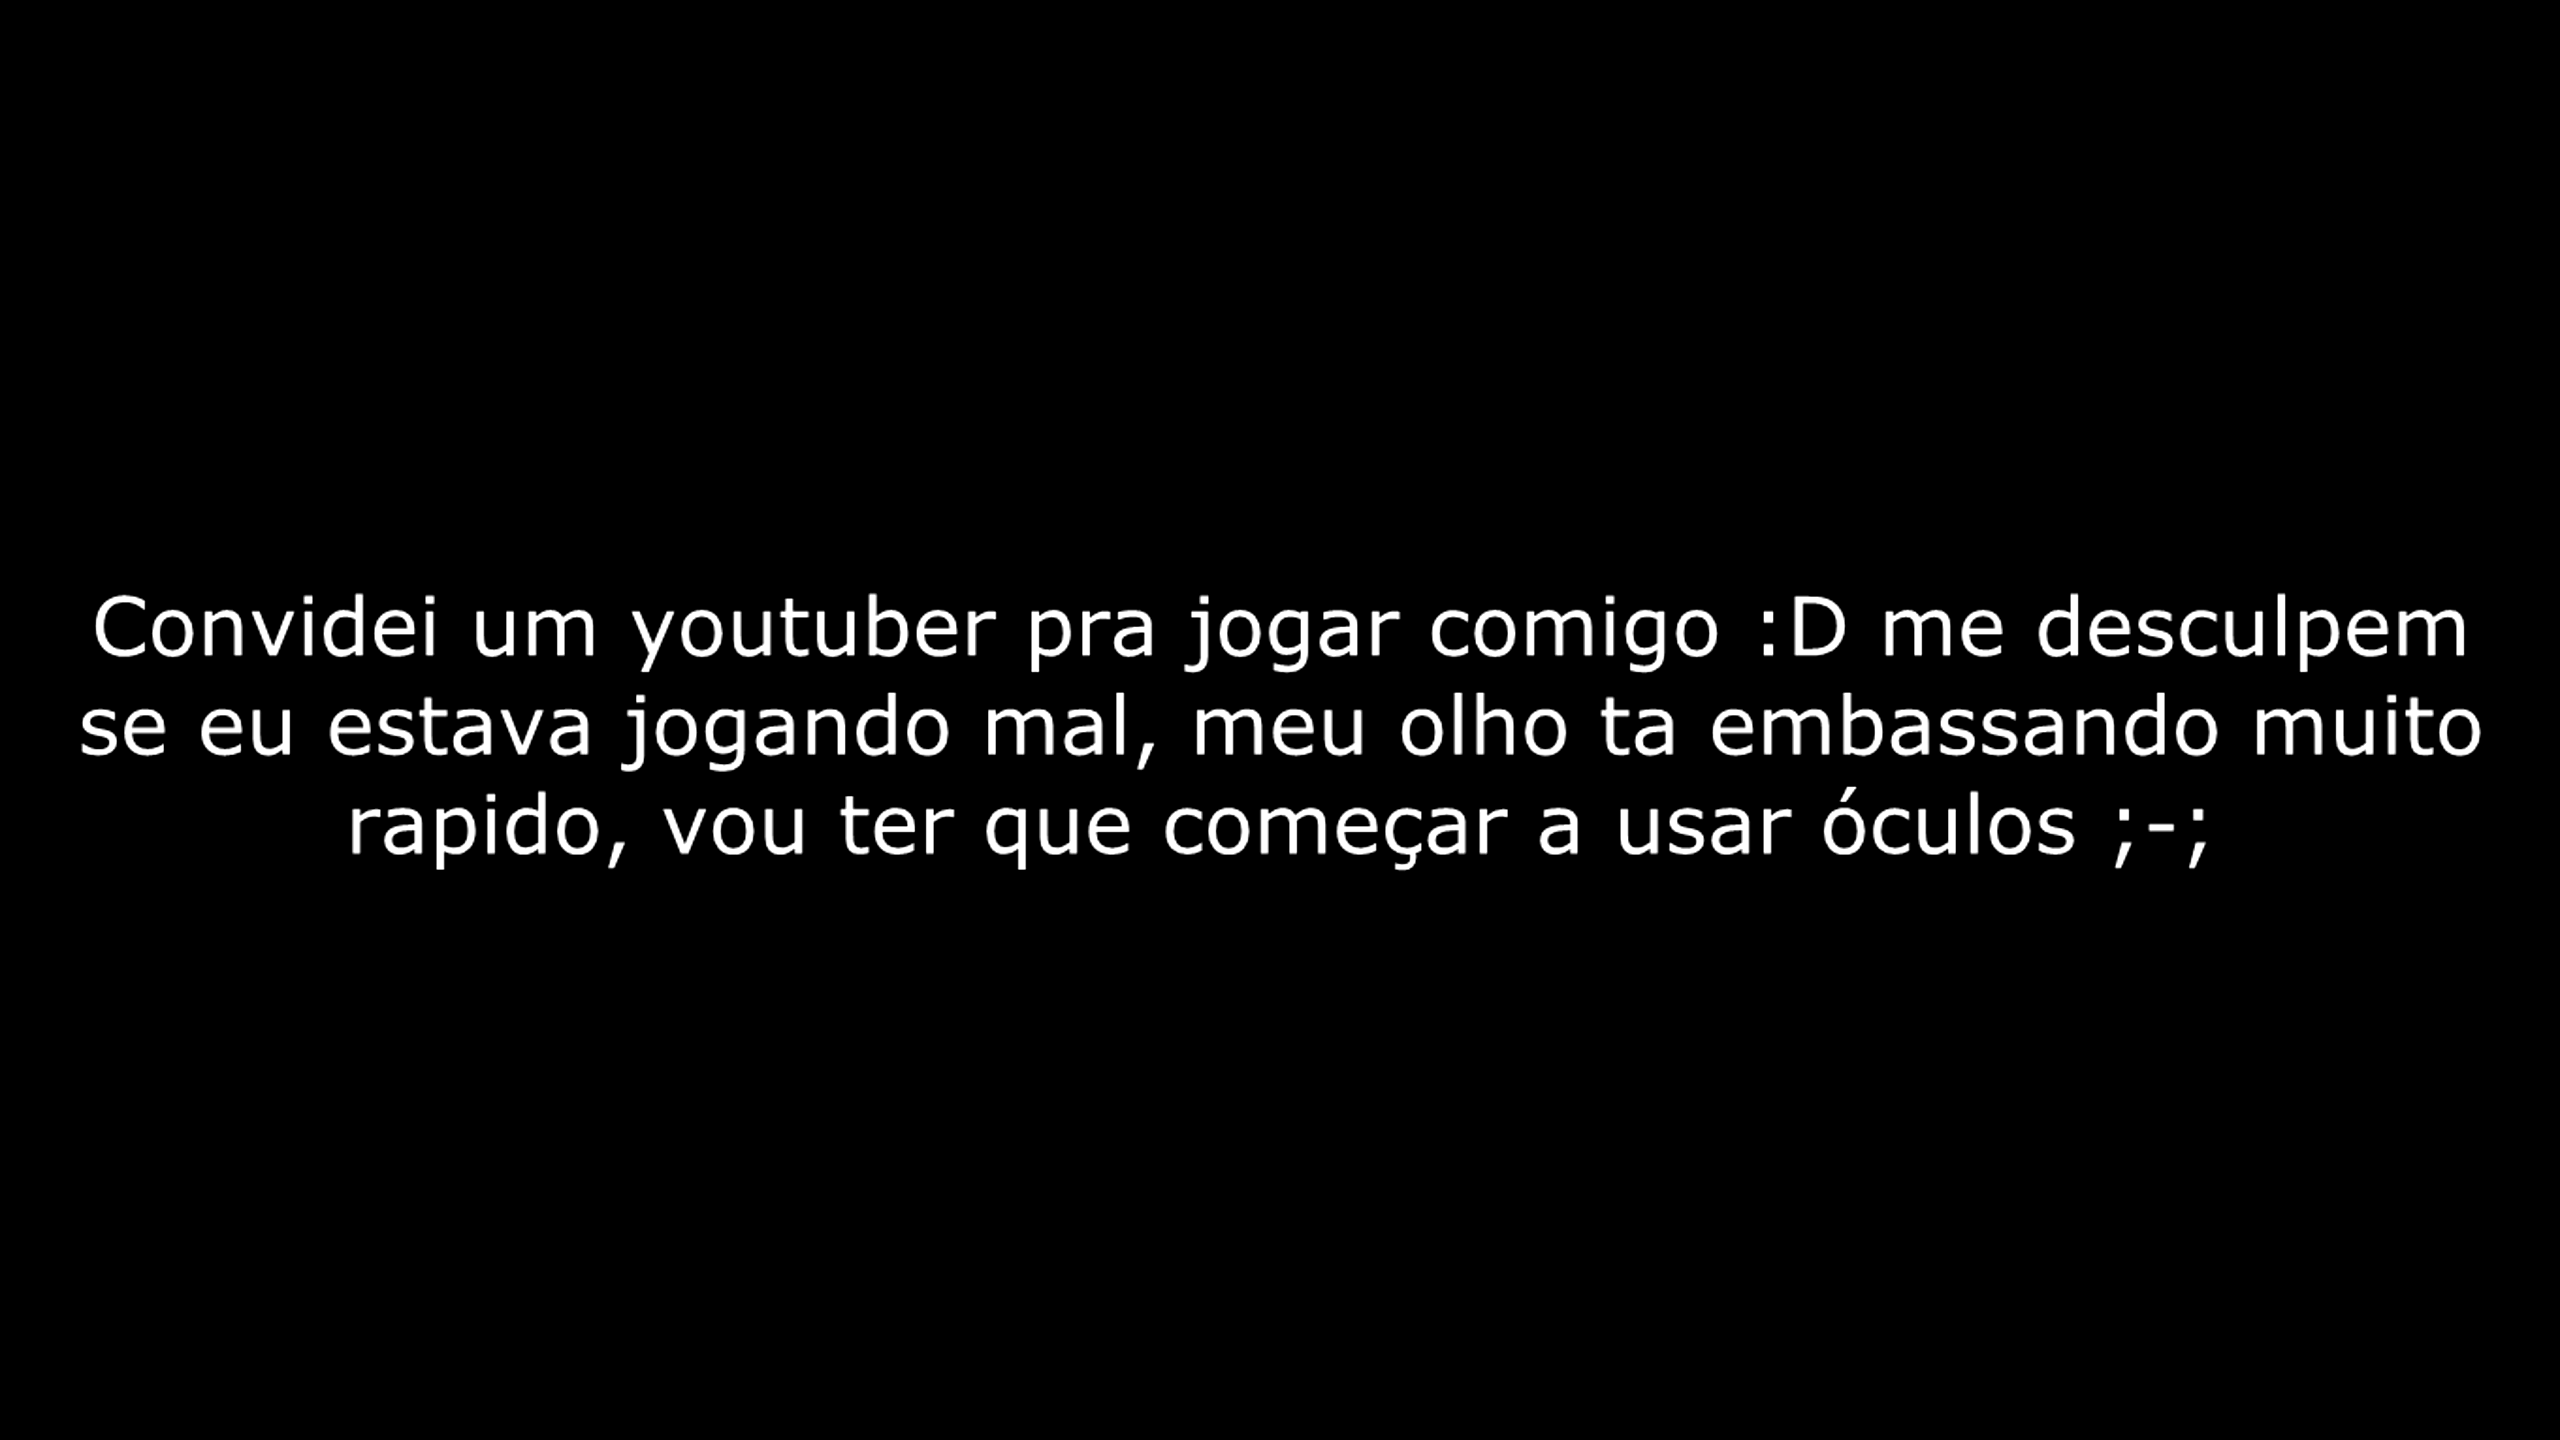 Convidei um youtuber pra jogar comigo :D me desculpem
se eu estava jogando mal, meu olho ta embassando muito
rapido, vou ter que começar a usar óculos ;-;